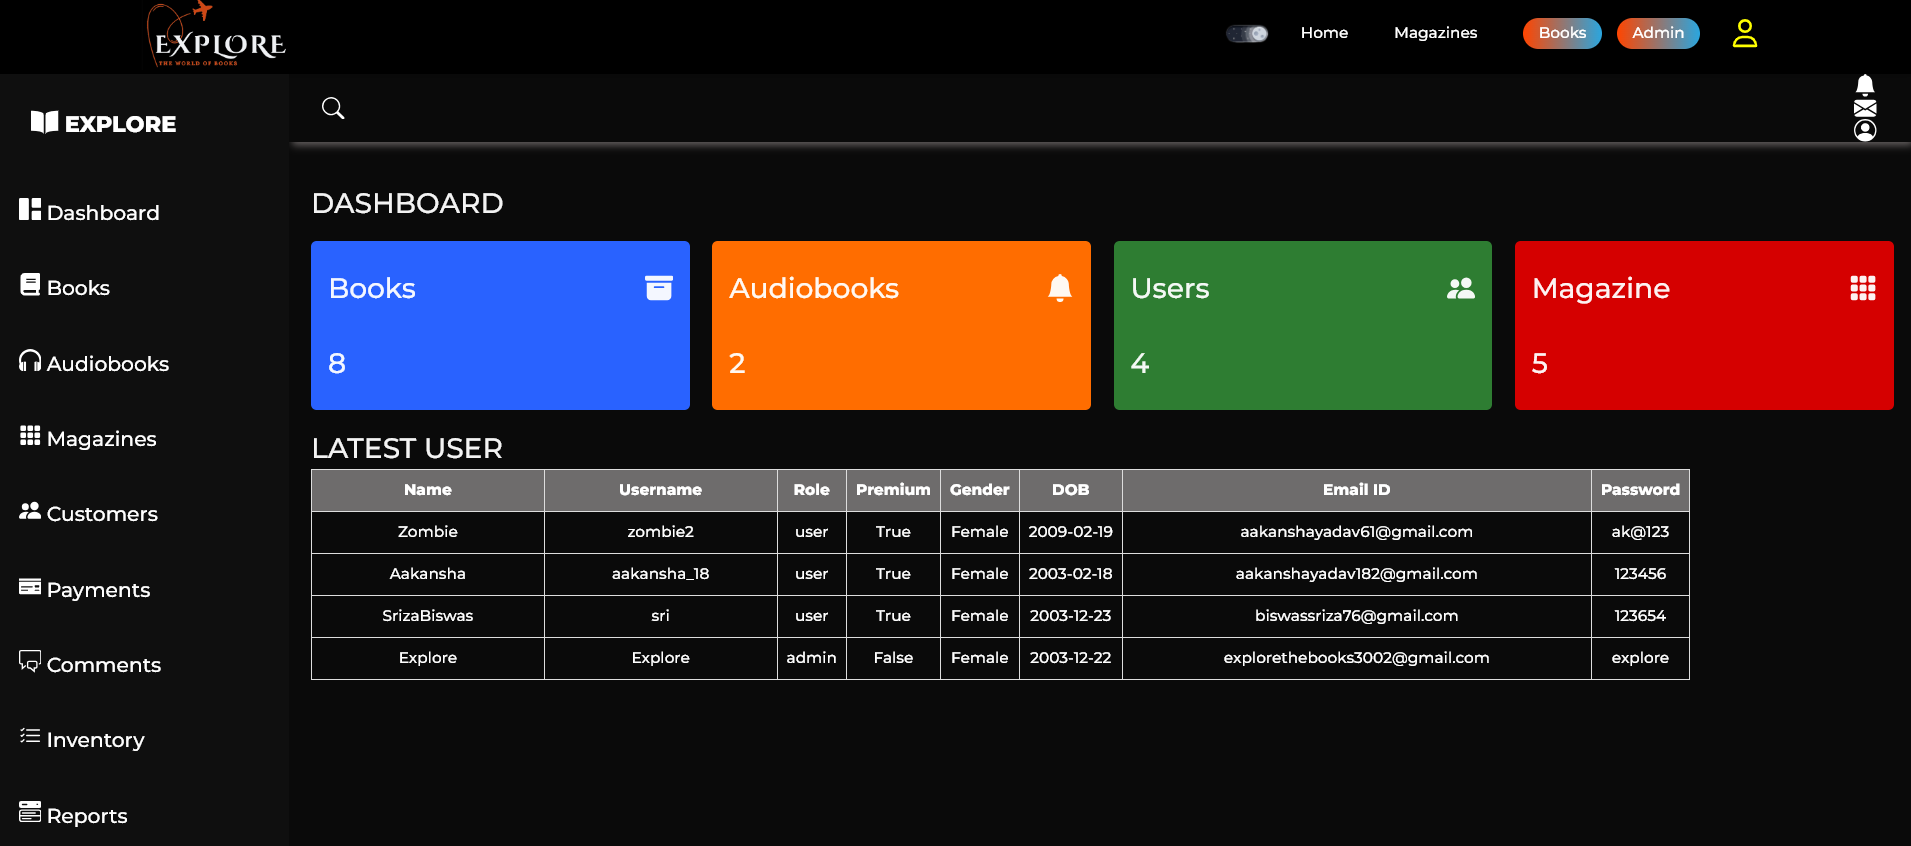 EXPLORE
THE WORLD OF BOOKS
Home Magazines Books Admin
EXPLORE
Dashboard
Books
Audiobooks
Magazines
Customers
Payments
Comments
Inventory
Reports
DASHBOARD
Books Audiobooks Users Magazine
8 2 4 5
LATEST USER
Name Username Role Premium Gender DOB Email ID Password
Zombie zombie2 user True Female 2009-02-19 aakanshayadav61@gmail.com ak@123
Aakansha aakansha_18 user True Female 2003-02-18 aakanshayadav182@gmail.com 123456
SrizaBiswas sri user True Female 2003-12-23 biswassriza76@gmail.com 123654
Explore Explore admin False Female 2003-12-22 explorethebooks3002@gmail.com explore